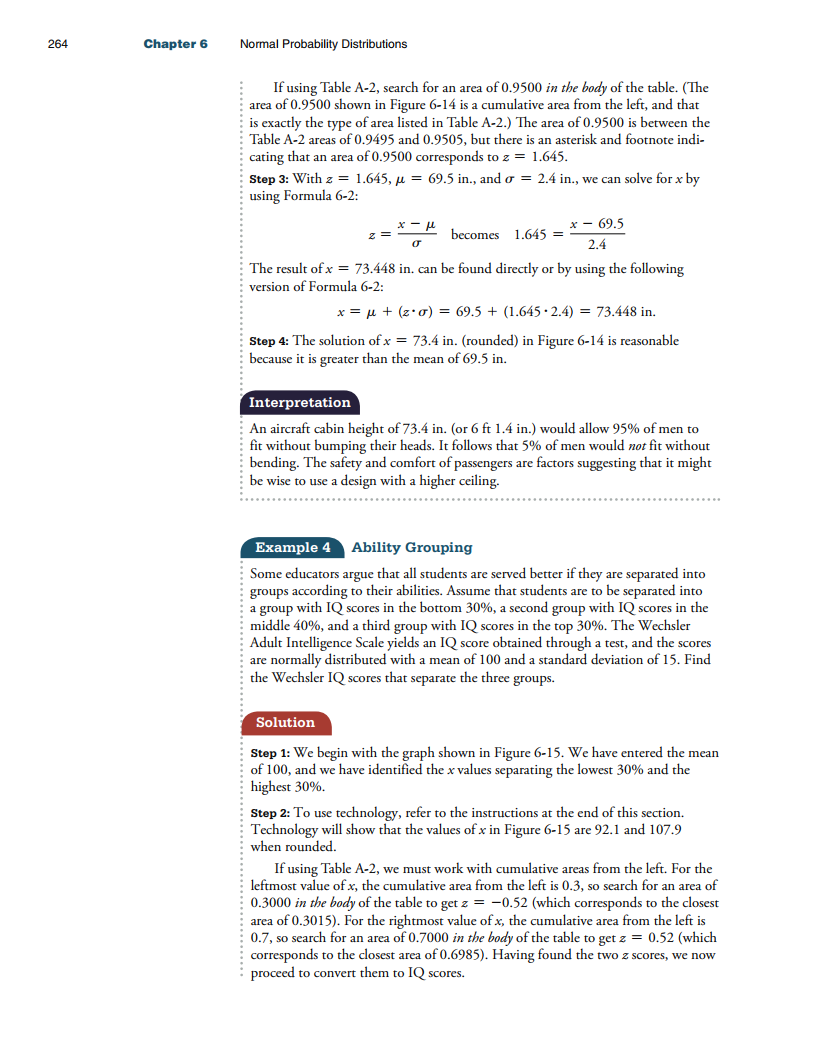 264 Chapter 6 Normal Probability Distributions
If using Table A-2, search for an area of 0.9500 in the body of the table. (The
area of 0.9500 shown in Figure 6-14 is a cumulative area from the left, and that
is exactly the type of area listed in Table A-2.) The area of 0.9500 is between the
Table A-2 areas of 0.9495 and 0.9505, but there is an asterisk and footnote indi-
cating that an area of 0.9500 corresponds to z = 1.645.
Step 3: With z = 1.645, μ = 69.5 in., and σ = 2.4 in., we can solve for x by
using Formula 6-2:
z = (x − μ)/σ becomes 1.645 = (x − 69.5)/2.4
The result of x = 73.448 in. can be found directly or by using the following
version of Formula 6-2:
x = μ + (z·σ) = 69.5 + (1.645·2.4) = 73.448 in.
Step 4: The solution of x = 73.4 in. (rounded) in Figure 6-14 is reasonable
because it is greater than the mean of 69.5 in.
Interpretation
An aircraft cabin height of 73.4 in. (or 6 ft 1.4 in.) would allow 95% of men to
fit without bumping their heads. It follows that 5% of men would not fit without
bending. The safety and comfort of passengers are factors suggesting that it might
be wise to use a design with a higher ceiling.
Example 4 Ability Grouping
Some educators argue that all students are served better if they are separated into
groups according to their abilities. Assume that students are to be separated into
a group with IQ scores in the bottom 30%, a second group with IQ scores in the
middle 40%, and a third group with IQ scores in the top 30%. The Wechsler
Adult Intelligence Scale yields an IQ score obtained through a test, and the scores
are normally distributed with a mean of 100 and a standard deviation of 15. Find
the Wechsler IQ scores that separate the three groups.
Solution
Step 1: We begin with the graph shown in Figure 6-15. We have entered the mean
of 100, and we have identified the x values separating the lowest 30% and the
highest 30%.
Step 2: To use technology, refer to the instructions at the end of this section.
Technology will show that the values of x in Figure 6-15 are 92.1 and 107.9
when rounded.
If using Table A-2, we must work with cumulative areas from the left. For the
leftmost value of x, the cumulative area from the left is 0.3, so search for an area of
0.3000 in the body of the table to get z = −0.52 (which corresponds to the closest
area of 0.3015). For the rightmost value of x, the cumulative area from the left is
0.7, so search for an area of 0.7000 in the body of the table to get z = 0.52 (which
corresponds to the closest area of 0.6985). Having found the two z scores, we now
proceed to convert them to IQ scores.